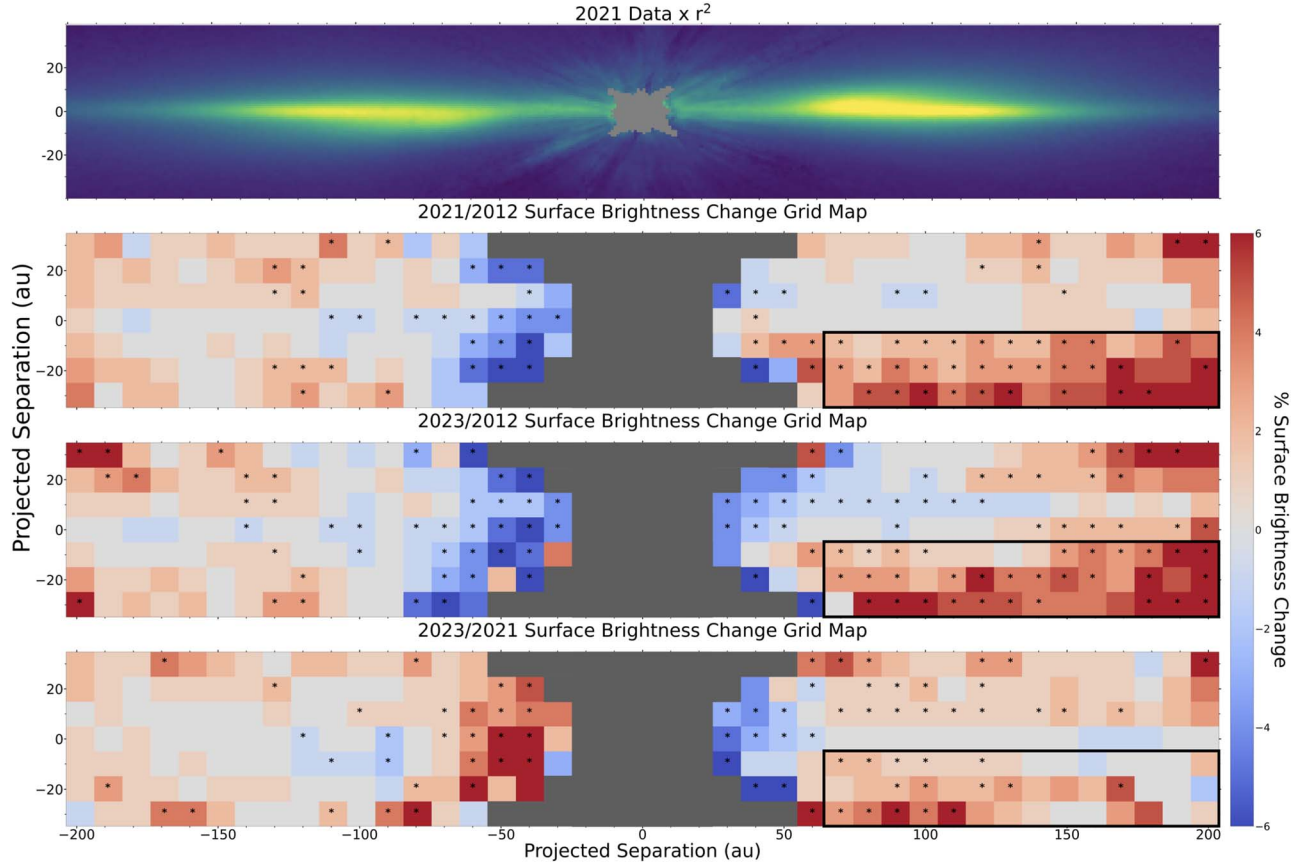 2021 Data x r²
20
0
−20
2021/2012 Surface Brightness Change Grid Map
20
0
−20
2023/2012 Surface Brightness Change Grid Map
20
0
−20
2023/2021 Surface Brightness Change Grid Map
20
0
−20
−200 −150 −100 −50 0 50 100 150 200
Projected Separation (au)
Projected Separation (au)
6
4
2
0
−2
−4
−6
% Surface Brightness Change